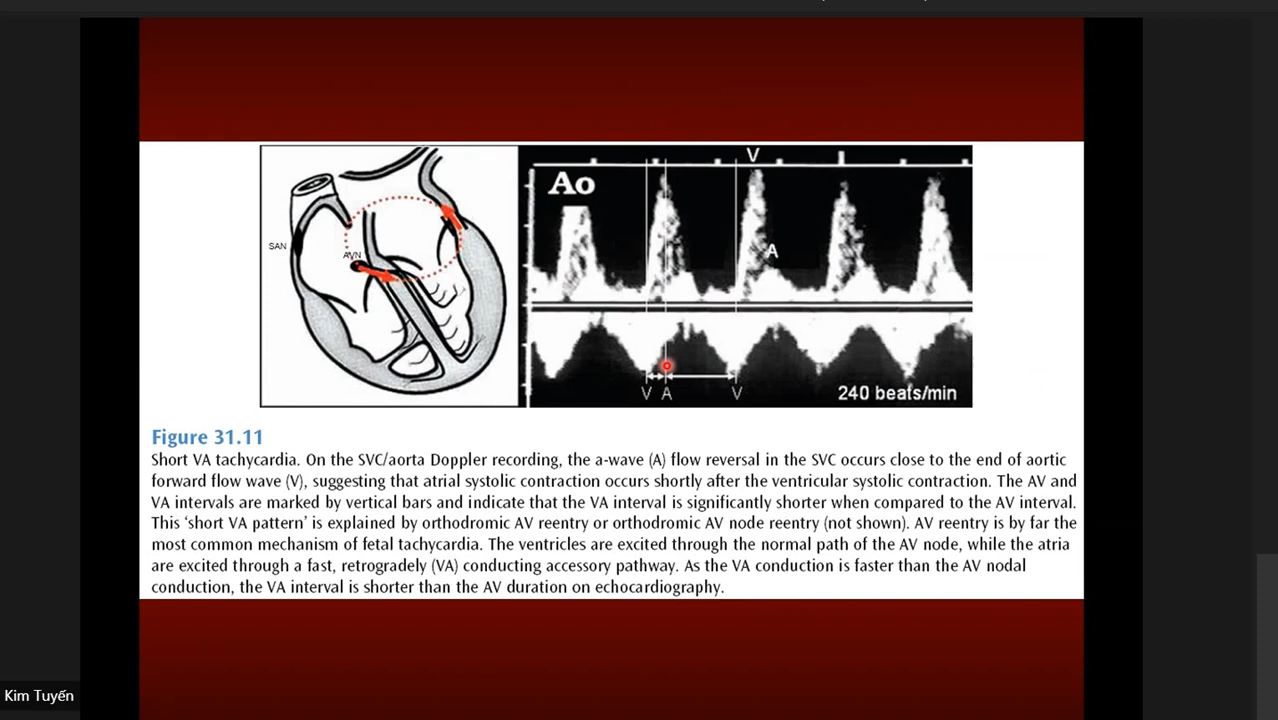 V
Ao
SAN
AVN
A
V A V
240 beats/min
Figure 31.11
Short VA tachycardia. On the SVC/aorta Doppler recording, the a-wave (A) flow reversal in the SVC occurs close to the end of aortic
forward flow wave (V), suggesting that atrial systolic contraction occurs shortly after the ventricular systolic contraction. The AV and
VA intervals are marked by vertical bars and indicate that the VA interval is significantly shorter when compared to the AV interval.
This ‘short VA pattern’ is explained by orthodromic AV reentry or orthodromic AV node reentry (not shown). AV reentry is by far the
most common mechanism of fetal tachycardia. The ventricles are excited through the normal path of the AV node, while the atria
are excited through a fast, retrogradely (VA) conducting accessory pathway. As the VA conduction is faster than the AV nodal
conduction, the VA interval is shorter than the AV duration on echocardiography.
Kim Tuyến